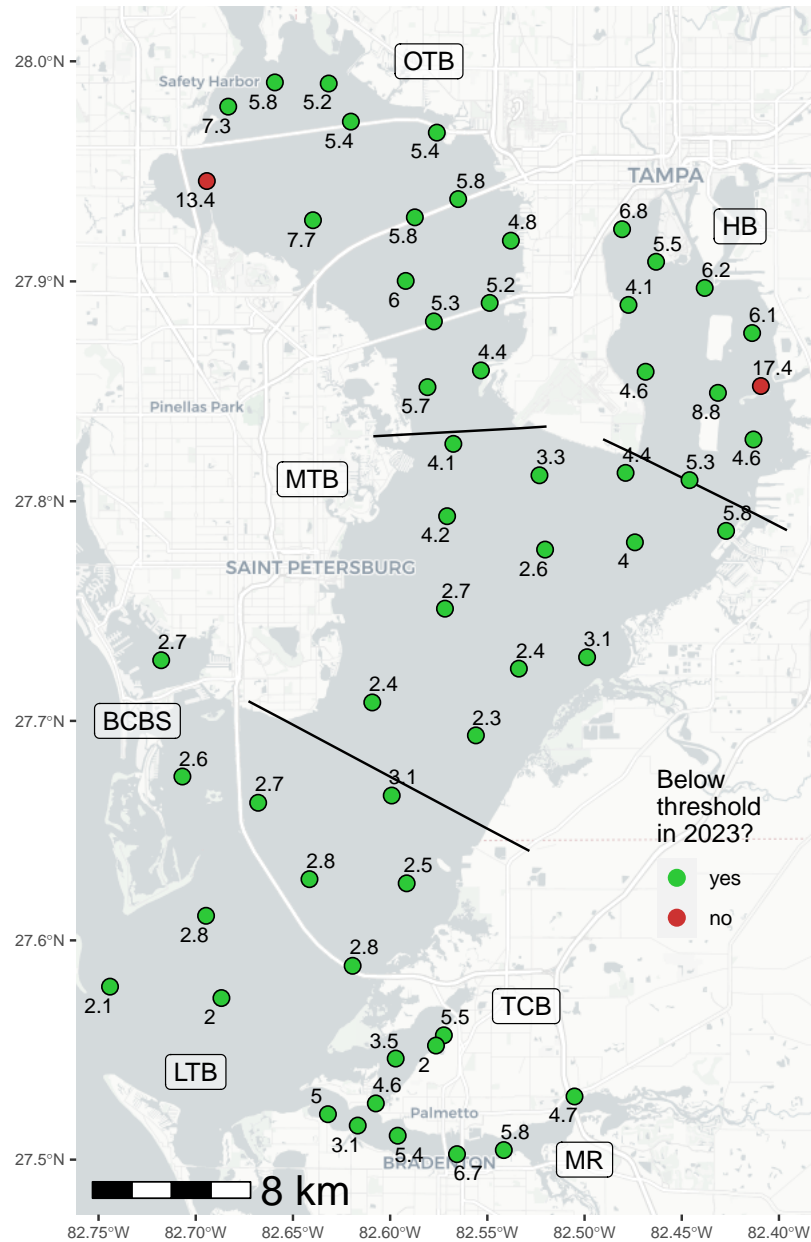 28.0°N
OTB
Safety Harbor
5.8
5.2
7.3
5.4
5.4
13.4
TAMPA
5.8
6.8
HB
7.7
5.8
4.8
5.5
6.2
27.9°N
6
5.2
4.1
5.3
6.1
4.4
17.4
Pinellas Park
5.7
4.6
8.8
4.1
3.3
4.4
4.6
MTB
5.3
27.8°N
4.2
5.8
2.6
4
SAINT PETERSBURG
2.7
2.7
2.4
3.1
2.4
27.7°N
BCBS
2.3
2.6
2.7
3.1
Below
threshold
in 2023?
yes
no
2.8
2.5
2.8
27.6°N
2.8
2.1
2
TCB
5.5
3.5
2
LTB
4.6
5
Palmetto
4.7
3.1
5.4
5.8
BRADENTON
6.7
MR
27.5°N
8 km
82.75°W
82.70°W
82.65°W
82.60°W
82.55°W
82.50°W
82.45°W
82.40°W